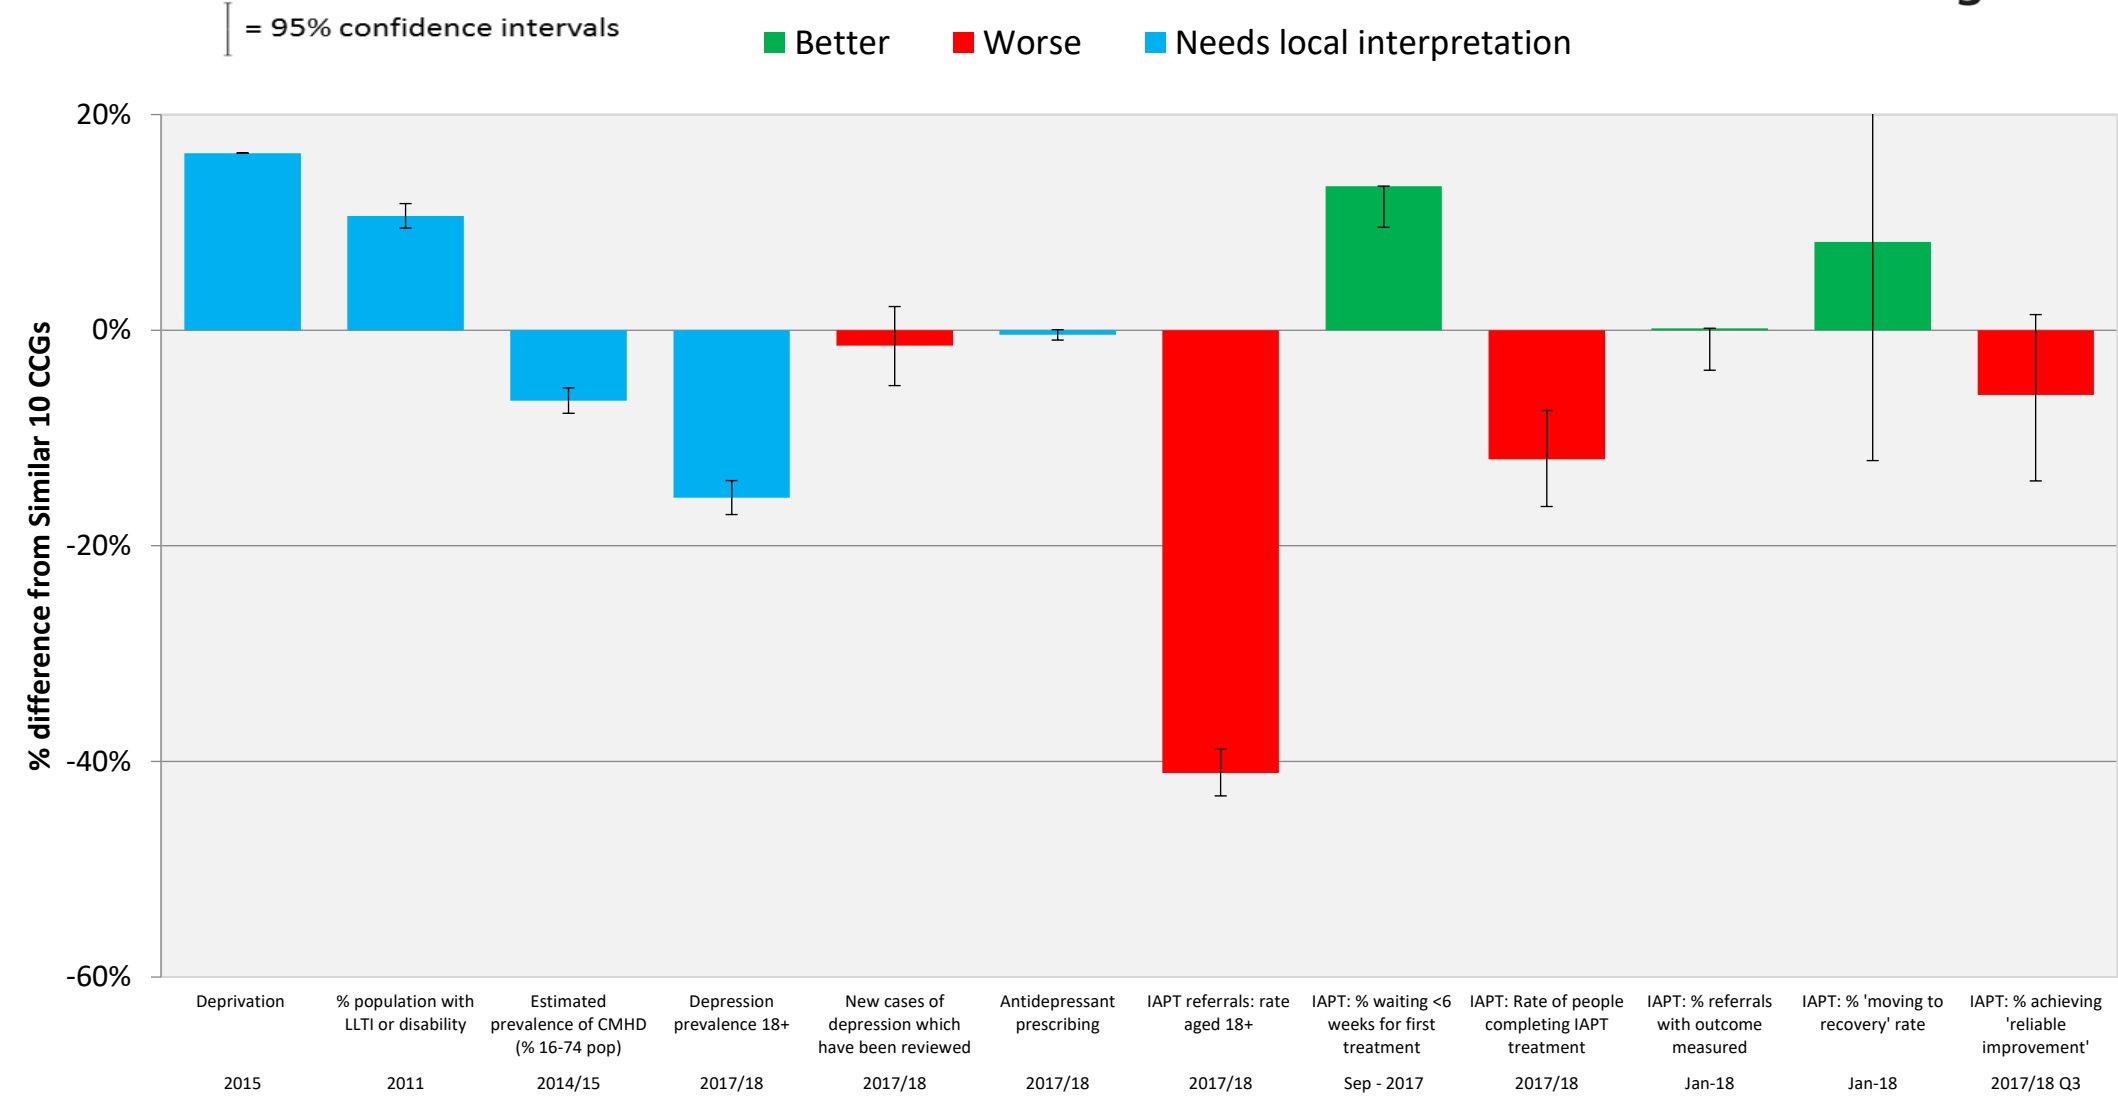 = 95% confidence intervals
Better
Worse
Needs local interpretation
% difference from Similar 10 CCGs
20%
0%
-20%
-40%
-60%
Deprivation
2015
% population with
LLTI or disability
2011
Estimated
prevalence of CMHD
(% 16-74 pop)
2014/15
Depression
prevalence 18+
2017/18
New cases of
depression which
have been reviewed
2017/18
Antidepressant
prescribing
2017/18
IAPT referrals: rate
aged 18+
2017/18
IAPT: % waiting <6
weeks for first
treatment
Sep - 2017
IAPT: Rate of people
completing IAPT
treatment
2017/18
IAPT: % referrals
with outcome
measured
Jan-18
IAPT: % 'moving to
recovery' rate
Jan-18
IAPT: % achieving
'reliable
improvement'
2017/18 Q3